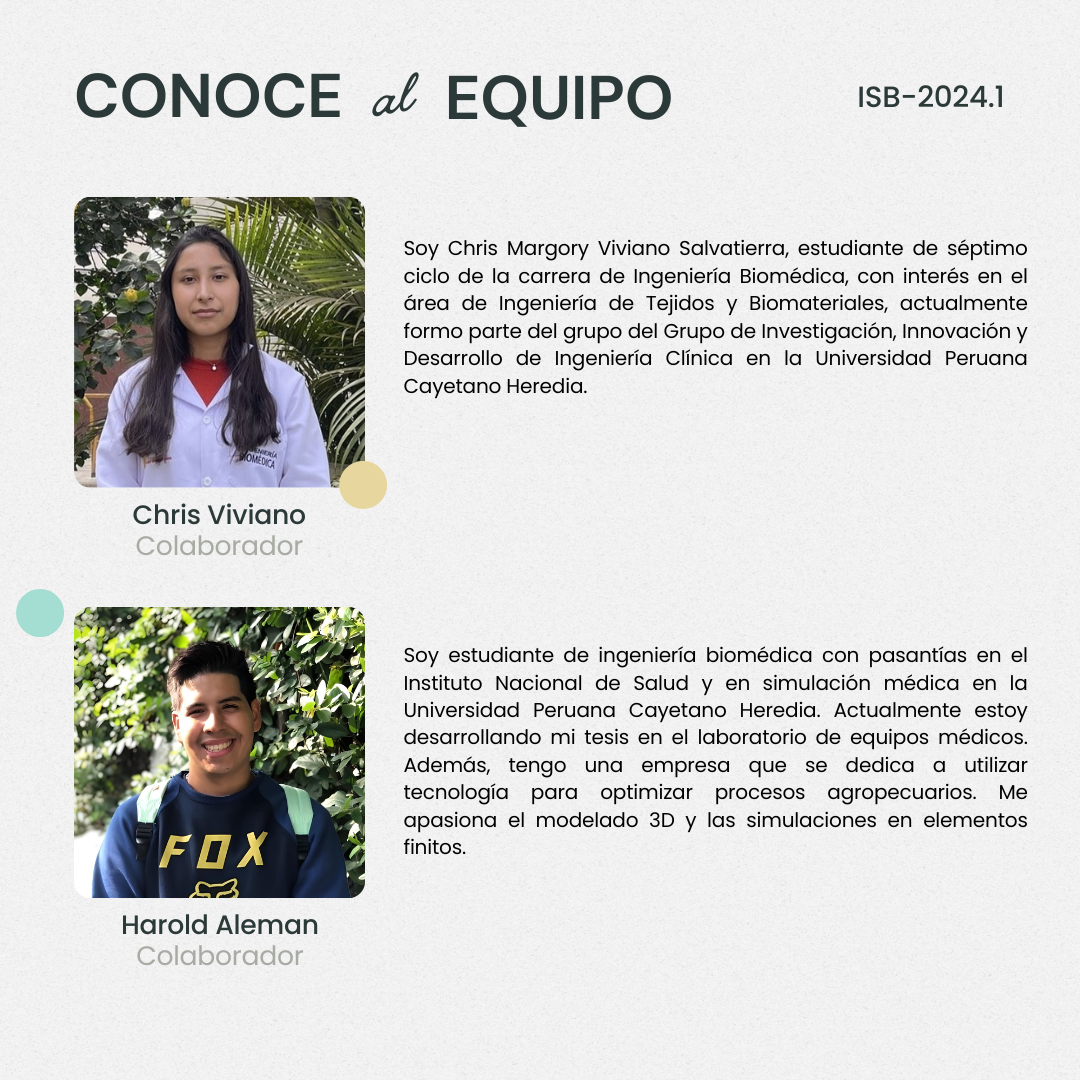 CONOCE al EQUIPO
ISB-2024.1
Soy Chris Margory Viviano Salvatierra, estudiante de séptimo
ciclo de la carrera de Ingeniería Biomédica, con interés en el
área de Ingeniería de Tejidos y Biomateriales, actualmente
formo parte del grupo del Grupo de Investigación, Innovación y
Desarrollo de Ingeniería Clínica en la Universidad Peruana
Cayetano Heredia.
BIOMÉDICA
Chris Viviano
Colaborador
Soy estudiante de ingeniería biomédica con pasantías en el
Instituto Nacional de Salud y en simulación médica en la
Universidad Peruana Cayetano Heredia. Actualmente estoy
desarrollando mi tesis en el laboratorio de equipos médicos.
Además, tengo una empresa que se dedica a utilizar
tecnología para optimizar procesos agropecuarios. Me
apasiona el modelado 3D y las simulaciones en elementos
finitos.
FOX
Harold Aleman
Colaborador